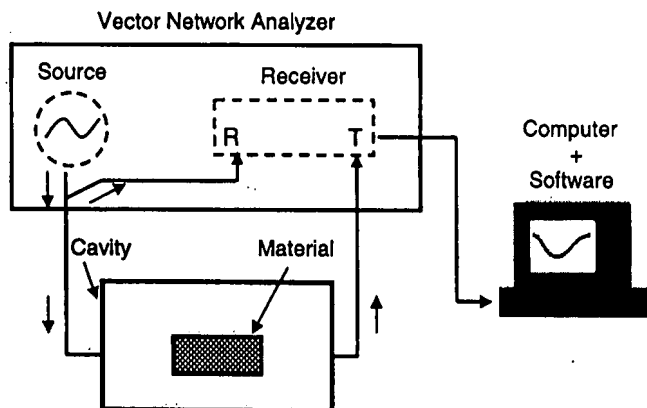 Vector Network Analyzer
Source
Receiver
R
T
Computer
+
Software
Cavity
Material